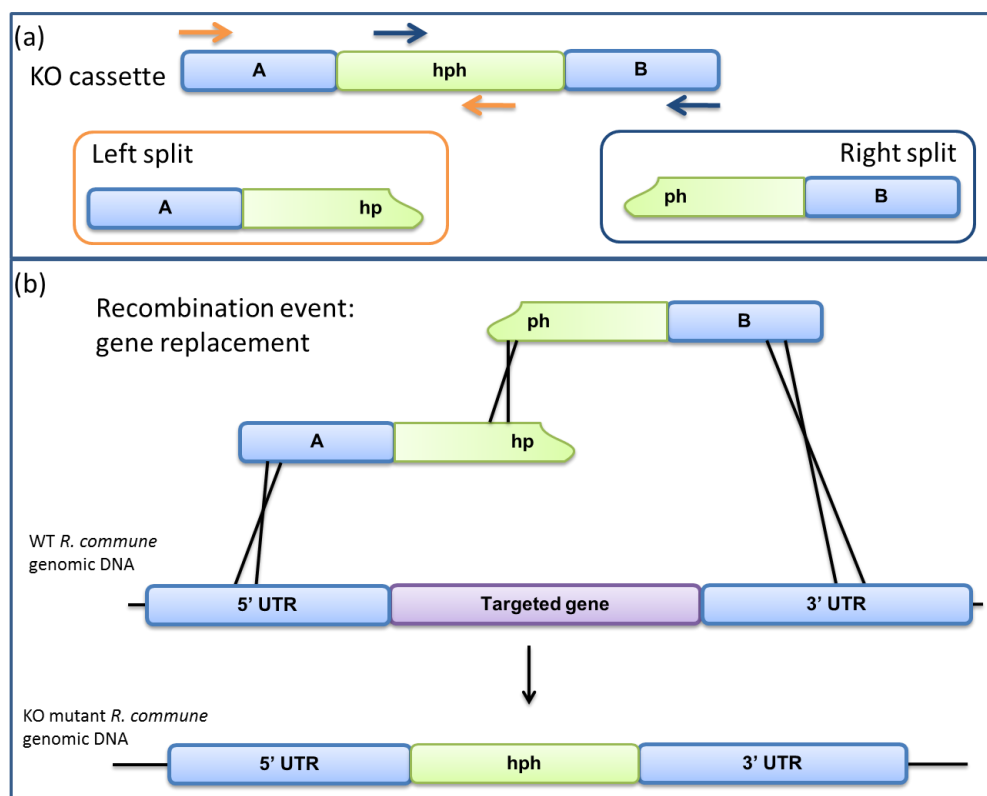 (a)
KO cassette
A
hph
B
Left split
A
hp
Right split
ph
B
(b)
Recombination event:
gene replacement
ph
B
A
hp
WT R. commune
genomic DNA
5' UTR
Targeted gene
3' UTR
KO mutant R. commune
genomic DNA
5' UTR
hph
3' UTR